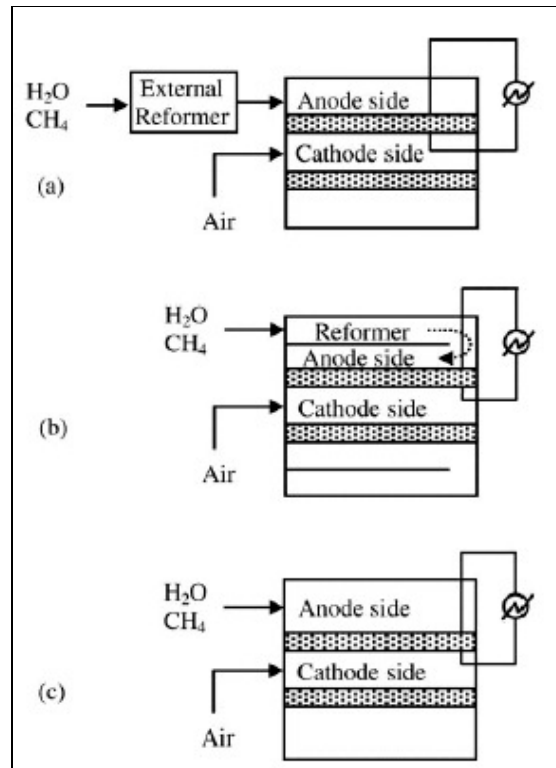 H₂O
CH₄
External
Reformer
Anode side
Cathode side
(a)
Air
H₂O
CH₄
Reformer
Anode side
Cathode side
(b)
Air
H₂O
CH₄
Anode side
Cathode side
(c)
Air